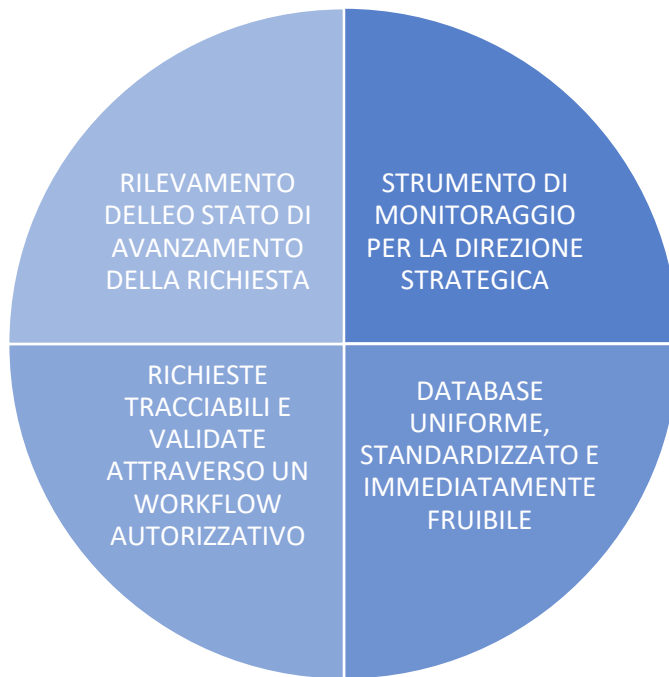 RILEVAMENTO
DELLEO STATO DI
AVANZAMENTO
DELLA RICHIESTA
STRUMENTO DI
MONITORAGGIO
PER LA DIREZIONE
STRATEGICA
RICHIESTE
TRACCIABILI E
VALIDATE
ATTRAVERSO UN
WORKFLOW
AUTORIZZATIVO
DATABASE
UNIFORME,
STANDARDIZZATO E
IMMEDIATAMENTE
FRUIBILE